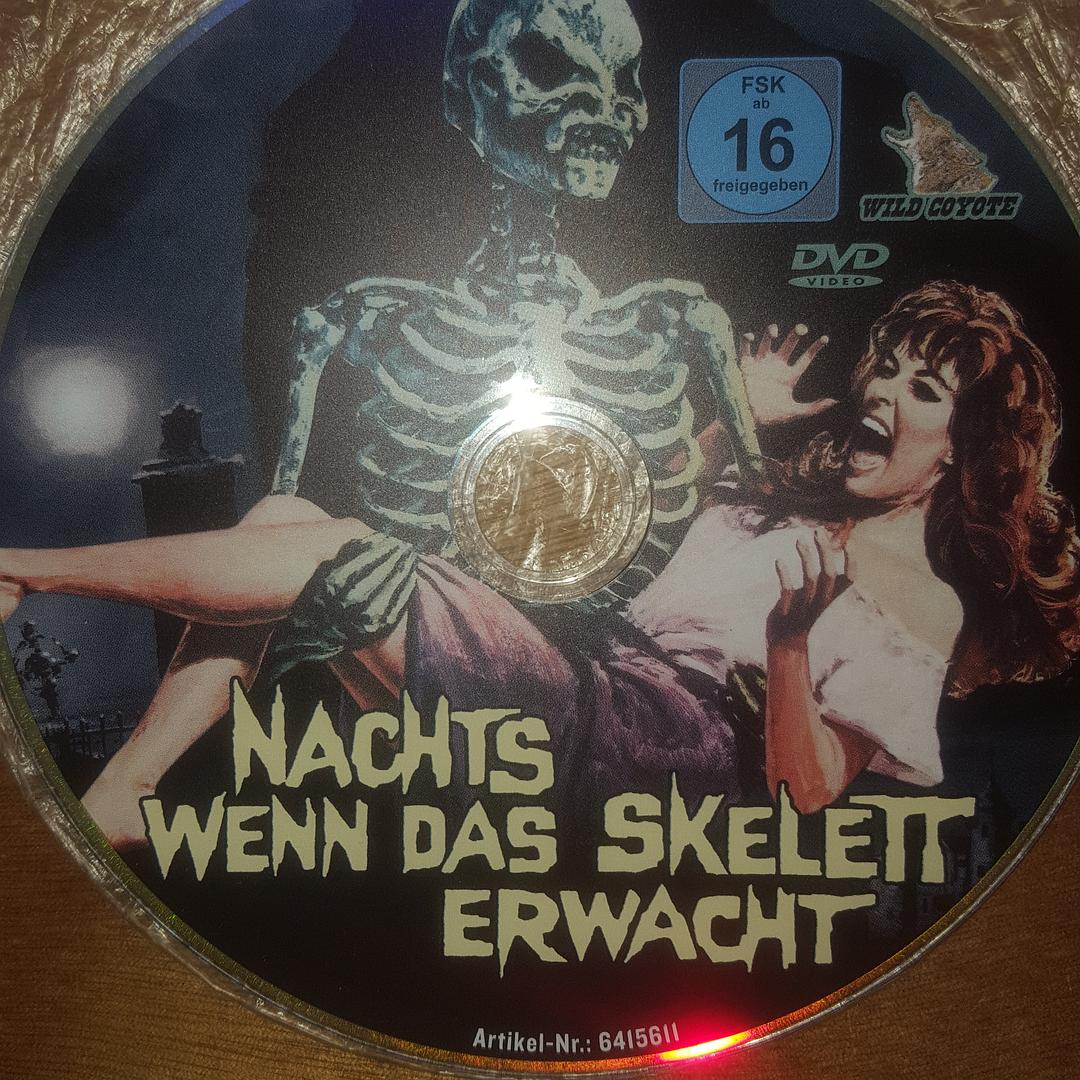 FSK
ab
16
freigegeben
WILD COYOTE
DVD
VIDEO
NACHTS
WENN DAS SKELETT
ERWACHT
Artikel-Nr.: 6415611